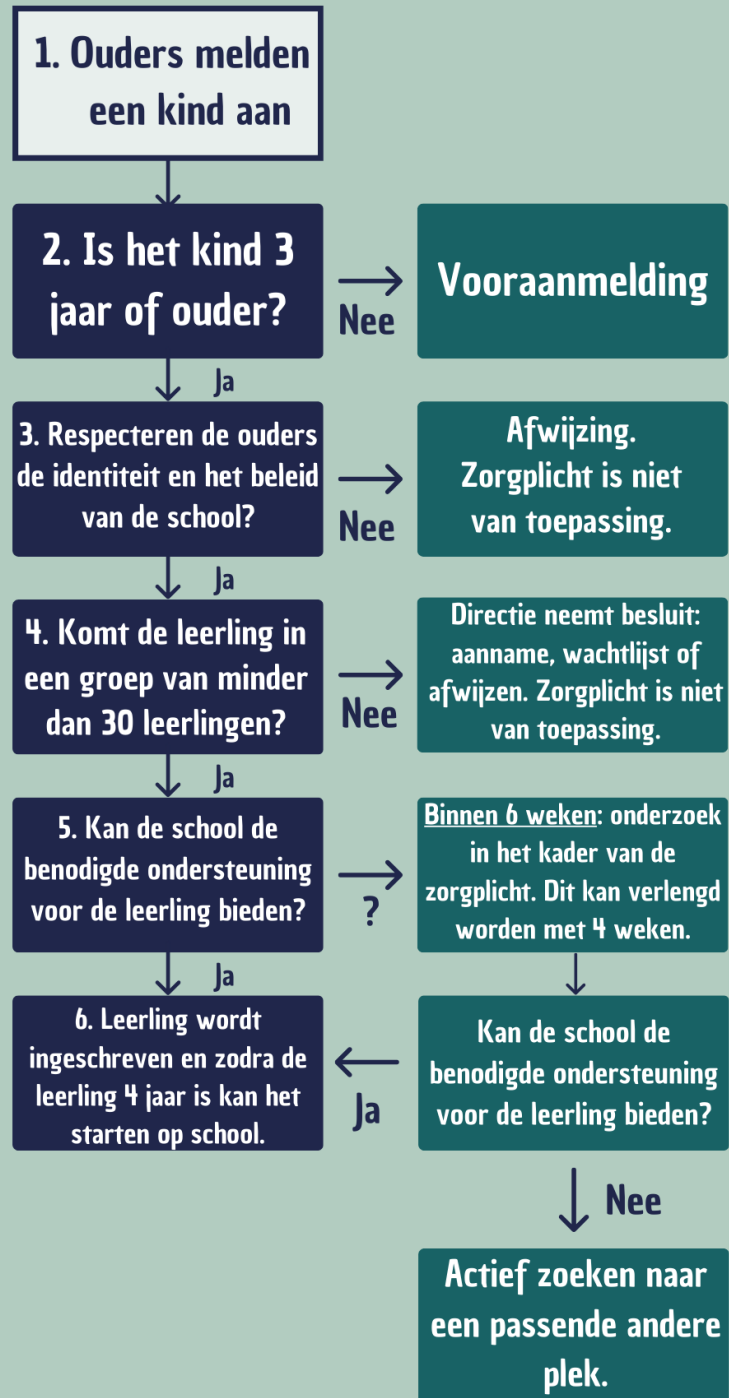 1. Ouders melden
een kind aan
2. Is het kind 3
jaar of ouder?
Nee
Vooraanmelding
Ja
3. Respecteren de ouders
de identiteit en het beleid
van de school?
Nee
Afwijzing.
Zorgplicht is niet
van toepassing.
Ja
4. Komt de leerling in
een groep van minder
dan 30 leerlingen?
Nee
Directie neemt besluit:
aanname, wachtlijst of
afwijzen. Zorgplicht is niet
van toepassing.
Ja
5. Kan de school de
benodigde ondersteuning
voor de leerling bieden?
?
Binnen 6 weken: onderzoek
in het kader van de
zorgplicht. Dit kan verlengd
worden met 4 weken.
Ja
6. Leerling wordt
ingeschreven en zodra de
leerling 4 jaar is kan het
starten op school.
Ja
Kan de school de
benodigde ondersteuning
voor de leerling bieden?
Nee
Actief zoeken naar
een passende andere
plek.